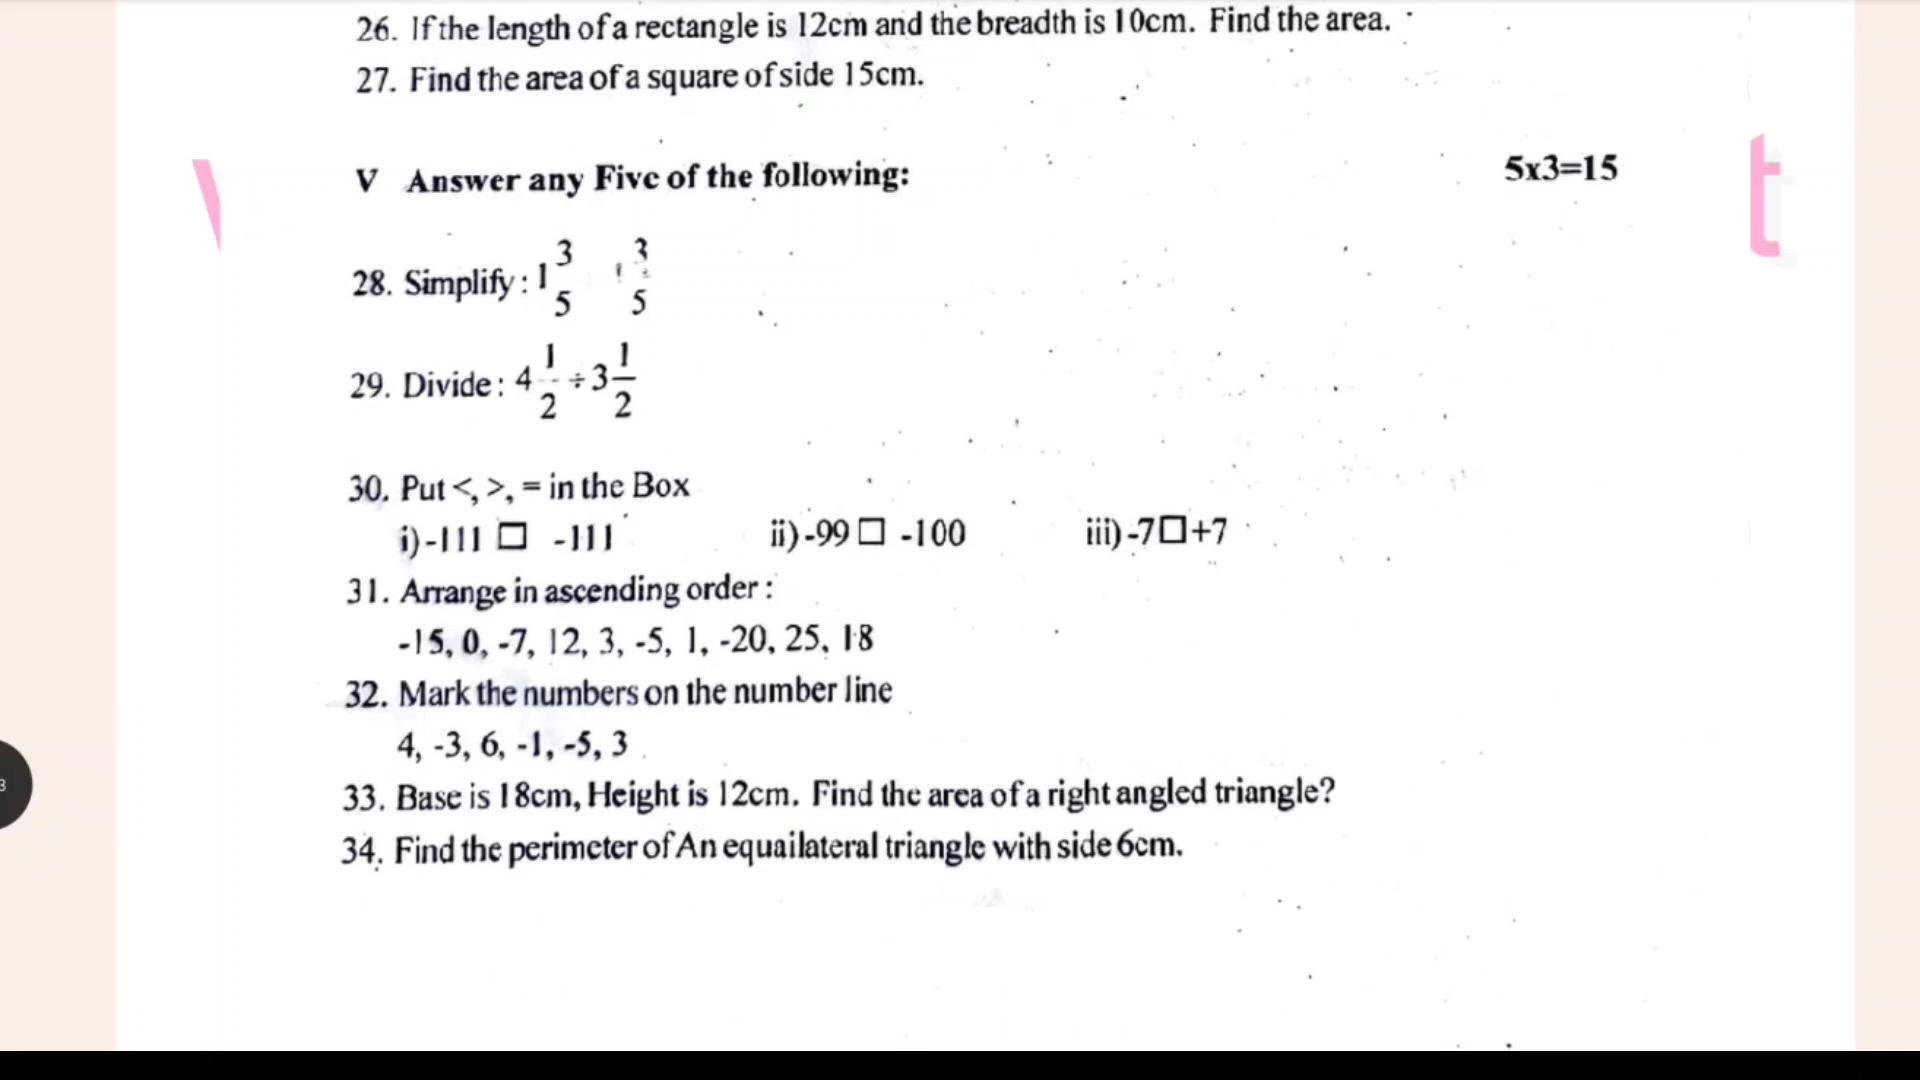 26. If the length of a rectangle is 12cm and the breadth is 10cm. Find the area.
27. Find the area of a square of side 15cm.
V Answer any Five of the following: 5x3=15
28. Simplify : 1 3/5 3/5
29. Divide : 4 1/2 ÷ 3 1/2
30. Put <, >, = in the Box
i) -111 □ -111 ii) -99 □ -100 iii) -7 □ +7
31. Arrange in ascending order :
-15, 0, -7, 12, 3, -5, 1, -20, 25, 18
32. Mark the numbers on the number line
4, -3, 6, -1, -5, 3
33. Base is 18cm, Height is 12cm. Find the area of a right angled triangle?
34. Find the perimeter of An equailateral triangle with side 6cm.
t
3